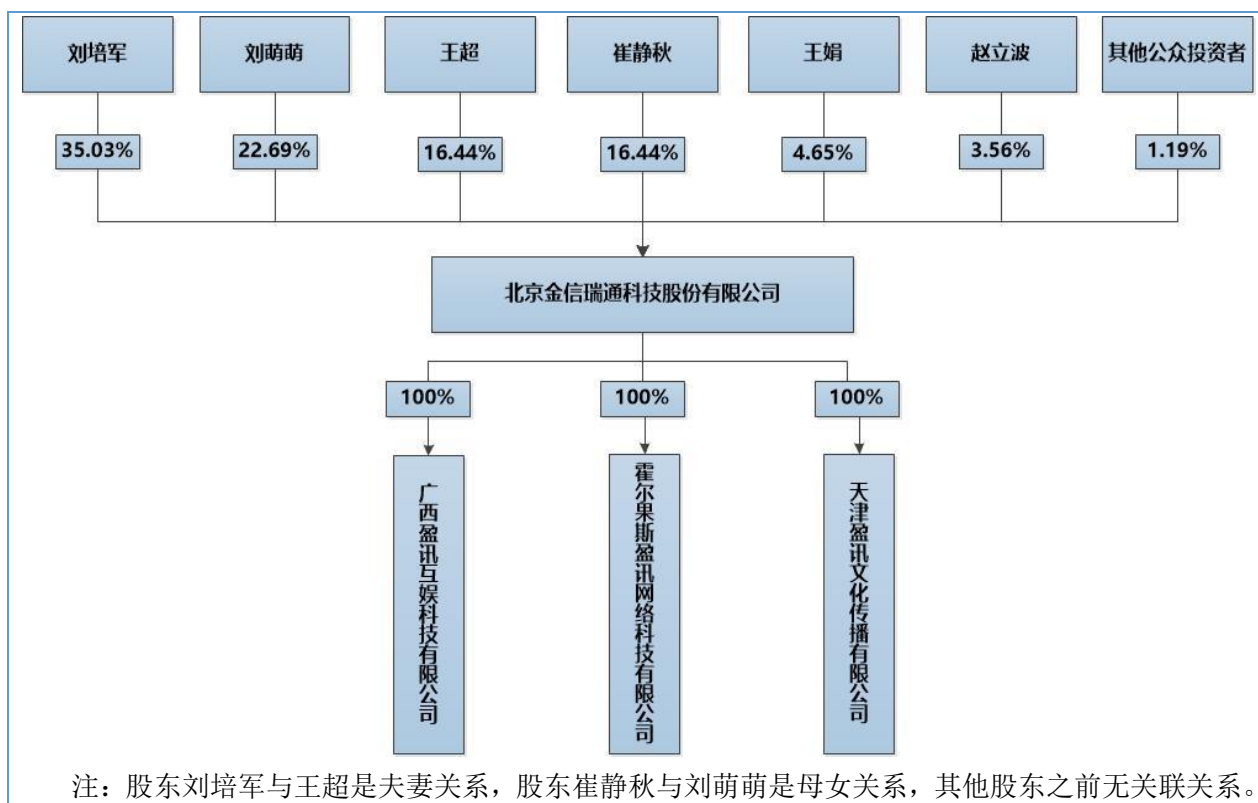 刘培军
刘萌萌
王超
崔静秋
王娟
赵立波
其他公众投资者
35.03%
22.69%
16.44%
16.44%
4.65%
3.56%
1.19%
北京金信瑞通科技股份有限公司
100%
100%
100%
广西盈讯互娱科技有限公司
霍尔果斯盈讯网络科技有限公司
天津盈讯文化传播有限公司
注：股东刘培军与王超是夫妻关系，股东崔静秋与刘萌萌是母女关系，其他股东之前无关联关系。